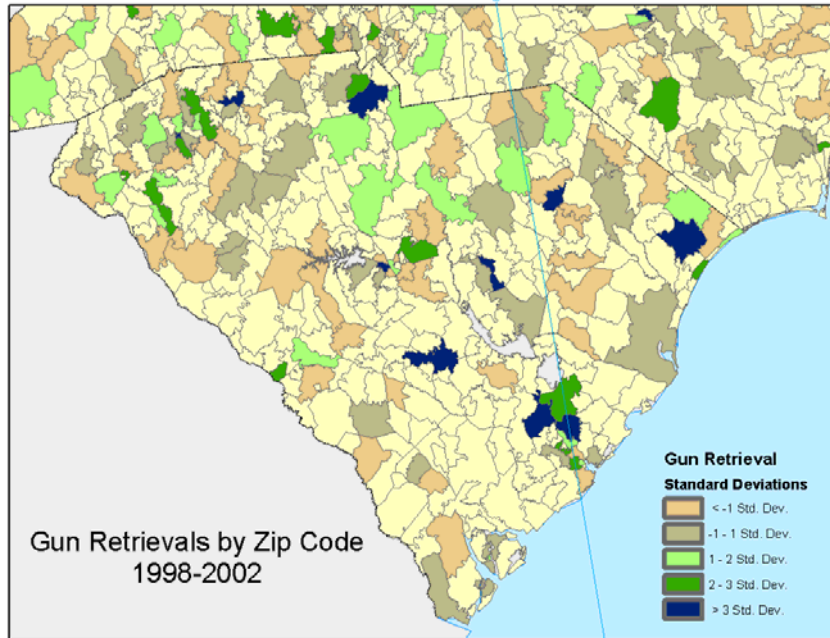 Gun Retrieval
Standard Deviations
< -1 Std. Dev.
-1 - 1 Std. Dev.
1 - 2 Std. Dev.
2 - 3 Std. Dev.
> 3 Std. Dev.
Gun Retrievals by Zip Code
1998-2002